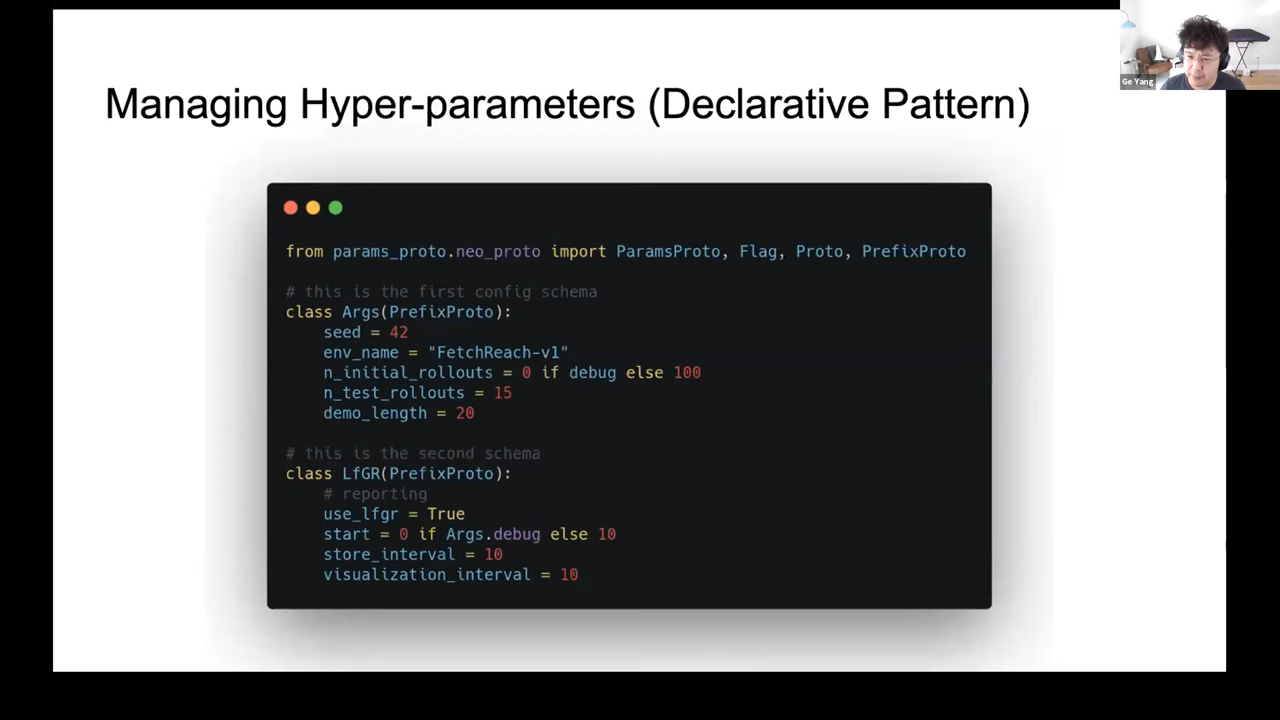 Managing Hyper-parameters (Declarative Pattern)
Ge Yang
from params_proto.neo_proto import ParamsProto, Flag, Proto, PrefixProto
# this is the first config schema
class Args(PrefixProto):
    seed = 42
    env_name = "FetchReach-v1"
    n_initial_rollouts = 0 if debug else 100
    n_test_rollouts = 15
    demo_length = 20
# this is the second schema
class LfGR(PrefixProto):
    # reporting
    use_lfgr = True
    start = 0 if Args.debug else 10
    store_interval = 10
    visualization_interval = 10